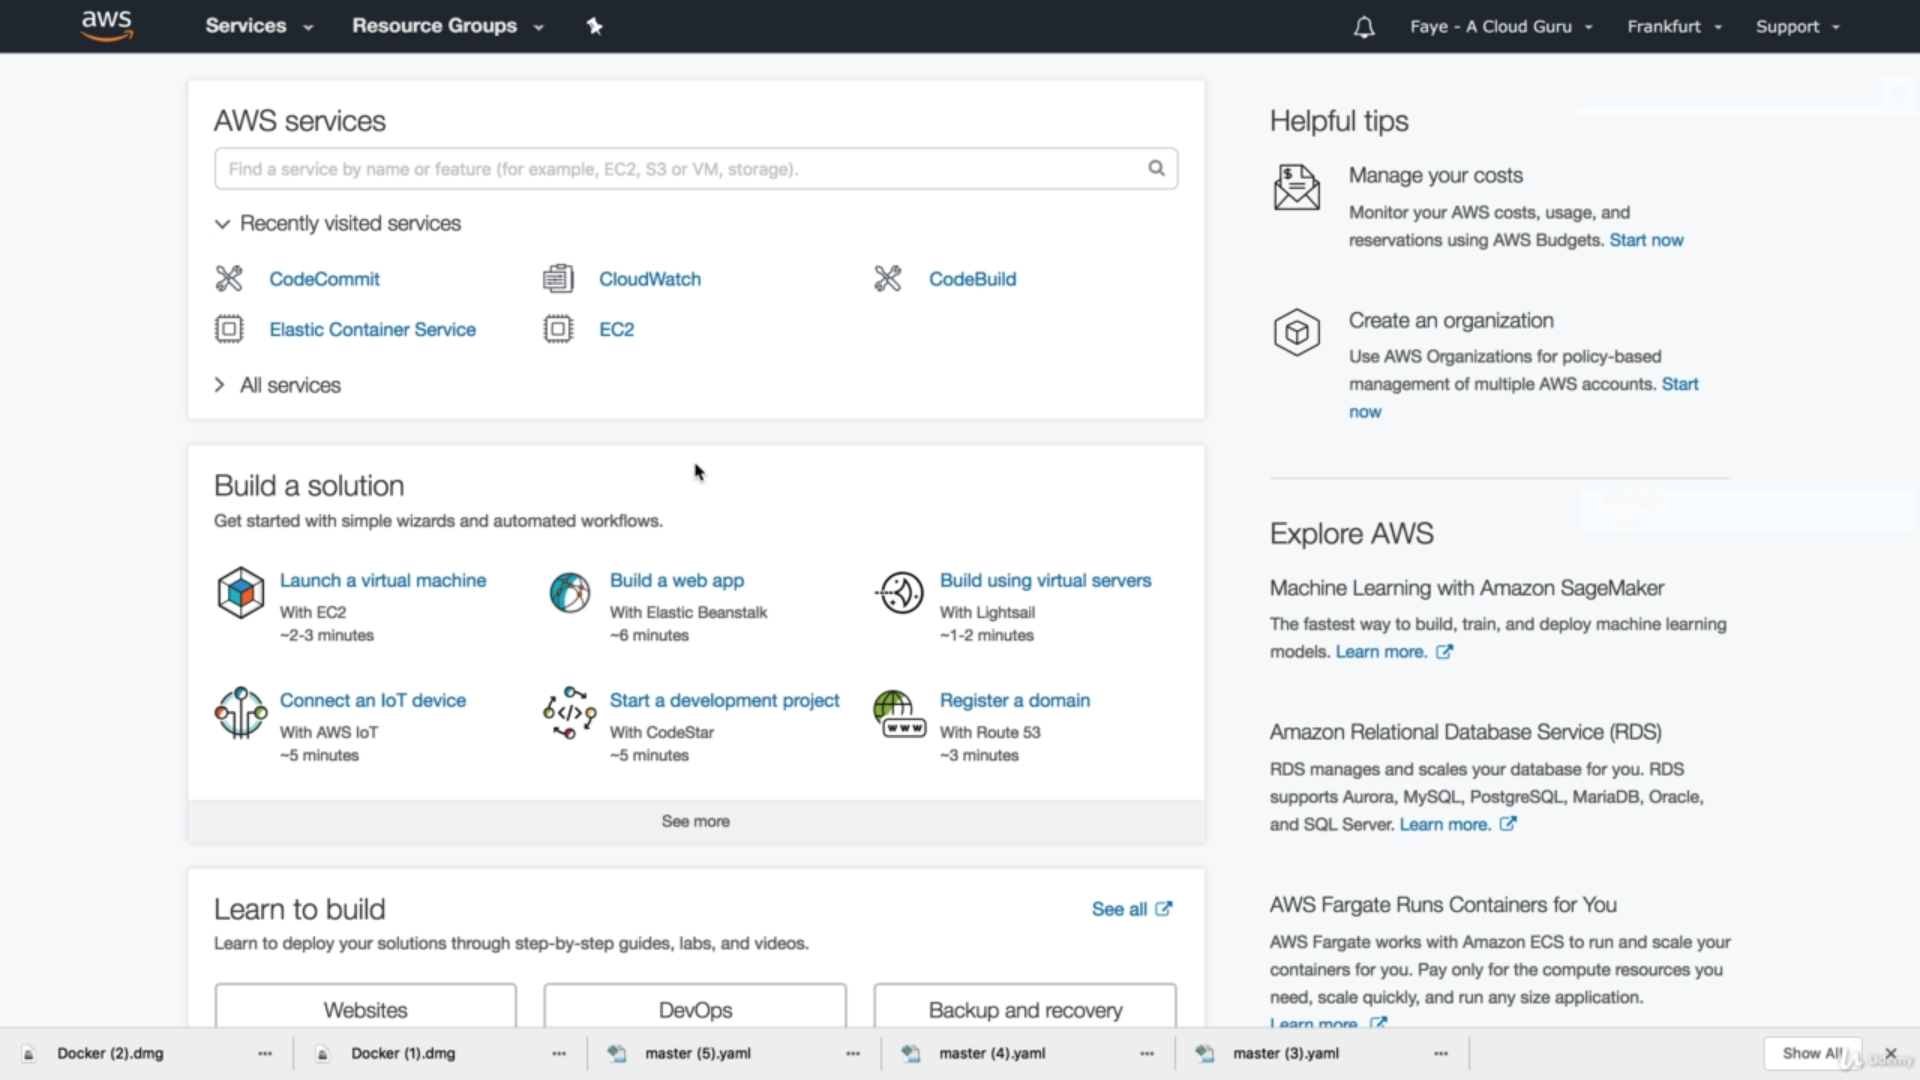 aws
Services
Resource Groups
Faye - A Cloud Guru
Frankfurt
Support
AWS services
Find a service by name or feature (for example, EC2, S3 or VM, storage).
Recently visited services
CodeCommit
CloudWatch
CodeBuild
Elastic Container Service
EC2
All services
Build a solution
Get started with simple wizards and automated workflows.
Launch a virtual machine
With EC2
~2-3 minutes
Build a web app
With Elastic Beanstalk
~6 minutes
Build using virtual servers
With Lightsail
~1-2 minutes
Connect an IoT device
With AWS IoT
~5 minutes
Start a development project
With CodeStar
~5 minutes
Register a domain
With Route 53
~3 minutes
See more
Learn to build
See all
Learn to deploy your solutions through step-by-step guides, labs, and videos.
Websites
DevOps
Backup and recovery
Helpful tips
Manage your costs
Monitor your AWS costs, usage, and
reservations using AWS Budgets. Start now
Create an organization
Use AWS Organizations for policy-based
management of multiple AWS accounts. Start
now
Explore AWS
Machine Learning with Amazon SageMaker
The fastest way to build, train, and deploy machine learning
models. Learn more.
Amazon Relational Database Service (RDS)
RDS manages and scales your database for you. RDS
supports Aurora, MySQL, PostgreSQL, MariaDB, Oracle,
and SQL Server. Learn more.
AWS Fargate Runs Containers for You
AWS Fargate works with Amazon ECS to run and scale your
containers for you. Pay only for the compute resources you
need, scale quickly, and run any size application.
Learn more
Docker (2).dmg
Docker (1).dmg
master (5).yaml
master (4).yaml
master (3).yaml
Show All
Udemy